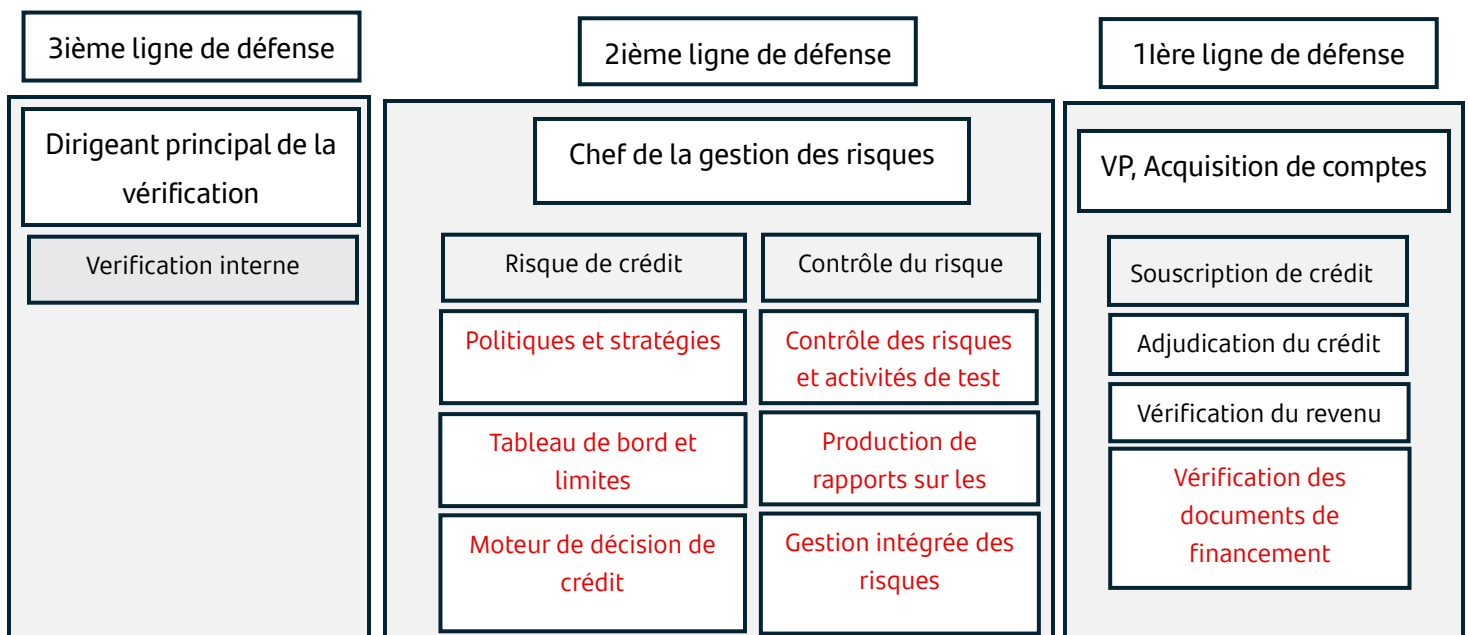 3ième ligne de défense
2ième ligne de défense
1Ière ligne de défense
Dirigeant principal de la
vérification
Verification interne
Chef de la gestion des risques
Risque de crédit
Politiques et stratégies
Tableau de bord et
limites
Moteur de décision de
crédit
Contrôle du risque
Contrôle des risques
et activités de test
Production de
rapports sur les
Gestion intégrée des
risques
VP, Acquisition de comptes
Souscription de crédit
Adjudication du crédit
Vérification du revenu
Vérification des
documents de
financement